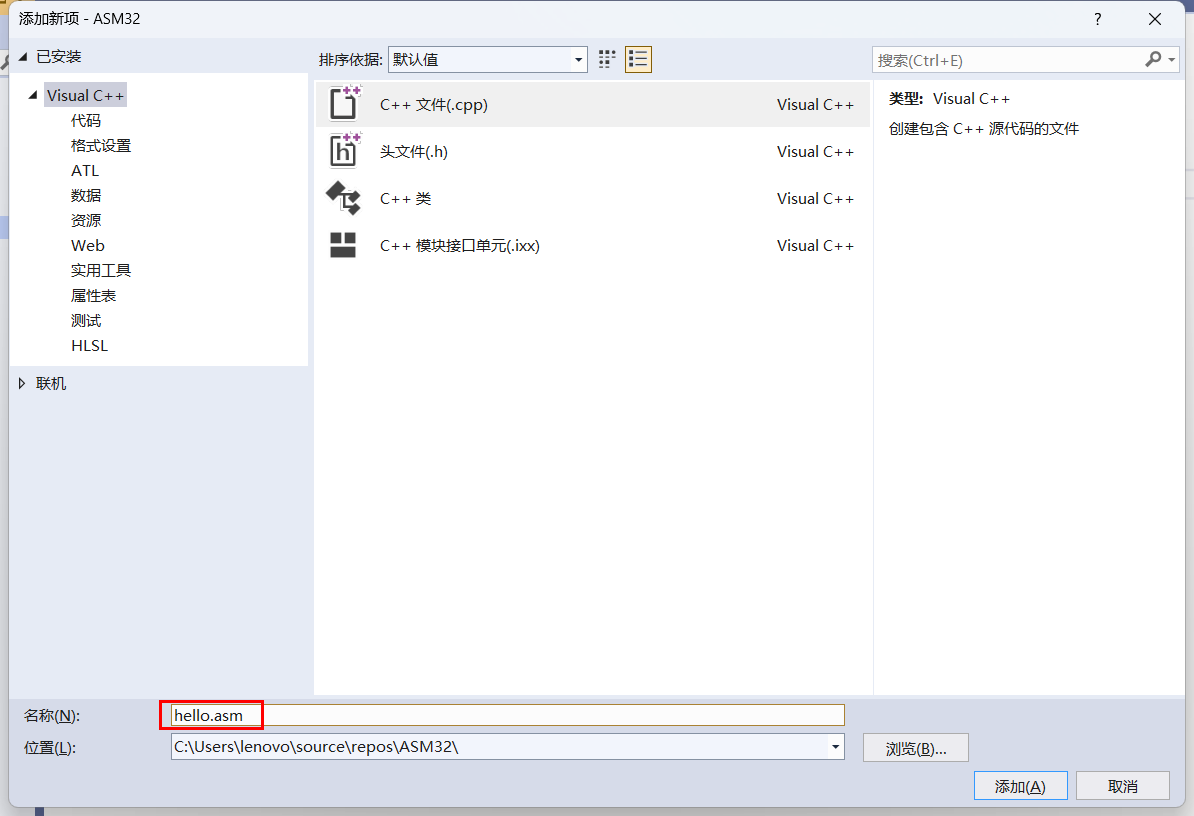 添加新项 - ASM32
?
已安装
排序依据: 默认值
搜索(Ctrl+E)
Visual C++
代码
格式设置
ATL
数据
资源
Web
实用工具
属性表
测试
HLSL
联机
C++ 文件(.cpp) Visual C++
头文件(.h) Visual C++
C++ 类 Visual C++
C++ 模块接口单元(.ixx) Visual C++
类型: Visual C++
创建包含 C++ 源代码的文件
名称(N): hello.asm
位置(L): C:\Users\lenovo\source\repos\ASM32\
浏览(B)...
添加(A) 取消